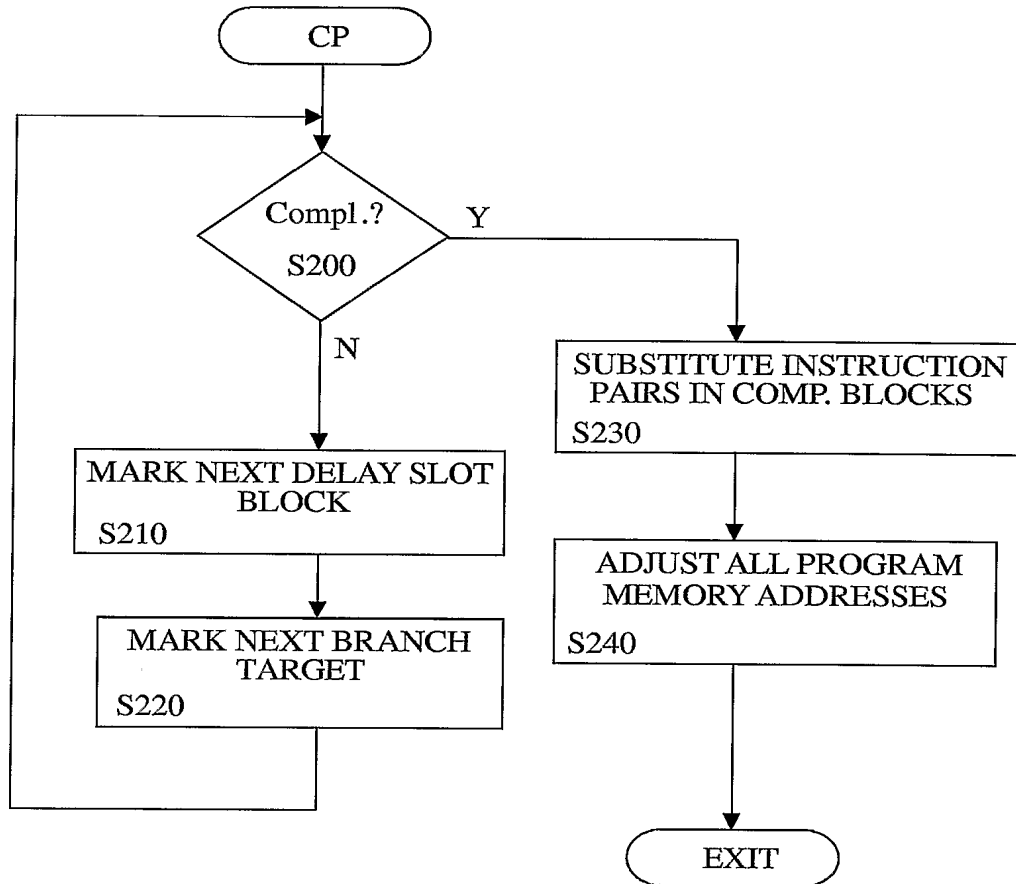 CP
Compl.?
S200
Y
N
MARK NEXT DELAY SLOT
BLOCK
S210
MARK NEXT BRANCH
TARGET
S220
SUBSTITUTE INSTRUCTION
PAIRS IN COMP. BLOCKS
S230
ADJUST ALL PROGRAM
MEMORY ADDRESSES
S240
EXIT